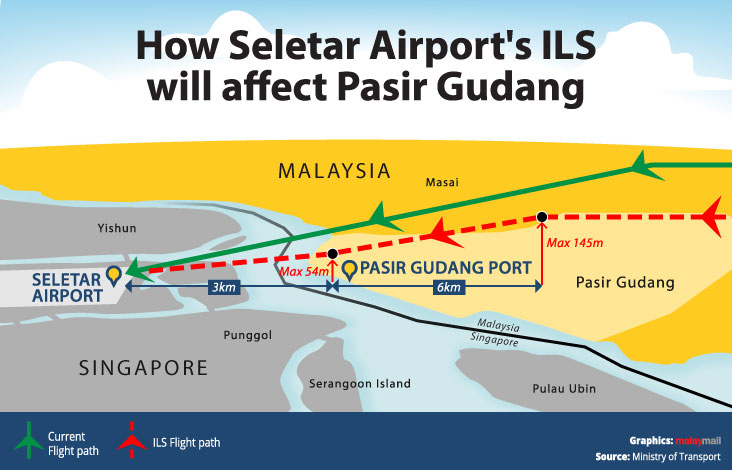 How Seletar Airport's ILS
will affect Pasir Gudang
MALAYSIA
Masai
Yishun
Max 145m
SELETAR
AIRPORT
Max 54m
PASIR GUDANG PORT
3km
6km
Pasir Gudang
Malaysia
Singapore
Punggol
SINGAPORE
Serangoon Island
Pulau Ubin
Current
Flight path
ILS Flight path
Graphics: malaymail
Source: Ministry of Transport